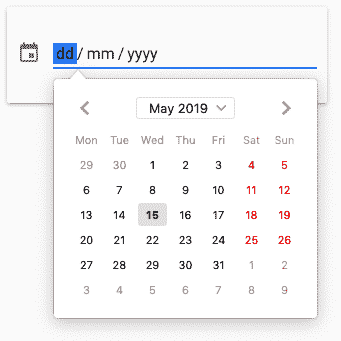 dd / mm / yyyy
May 2019
Mon Tue Wed Thu Fri Sat Sun
29 30 1 2 3 4 5
6 7 8 9 10 11 12
13 14 15 16 17 18 19
20 21 22 23 24 25 26
27 28 29 30 31 1 2
3 4 5 6 7 8 9